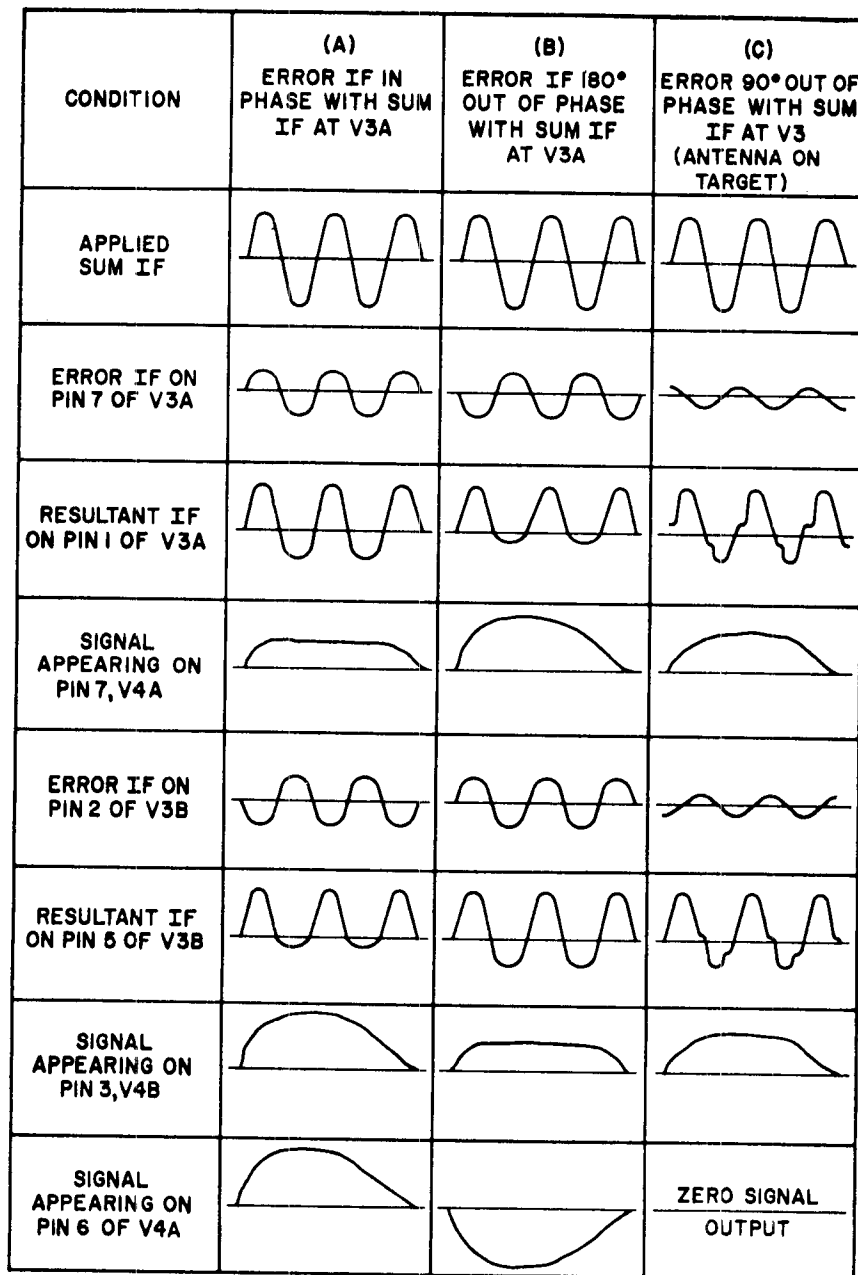 CONDITION
(A)
ERROR IF IN
PHASE WITH SUM
IF AT V3A
(B)
ERROR IF 180°
OUT OF PHASE
WITH SUM IF
AT V3A
(C)
ERROR 90° OUT OF
PHASE WITH SUM
IF AT V3
(ANTENNA ON
TARGET)
APPLIED
SUM IF
ERROR IF ON
PIN 7 OF V3A
RESULTANT IF
ON PIN 1 OF V3A
SIGNAL
APPEARING ON
PIN 7, V4A
ERROR IF ON
PIN 2 OF V3B
RESULTANT IF
ON PIN 5 OF V3B
SIGNAL
APPEARING ON
PIN 3, V4B
SIGNAL
APPEARING ON
PIN 6 OF V4A
ZERO SIGNAL
OUTPUT